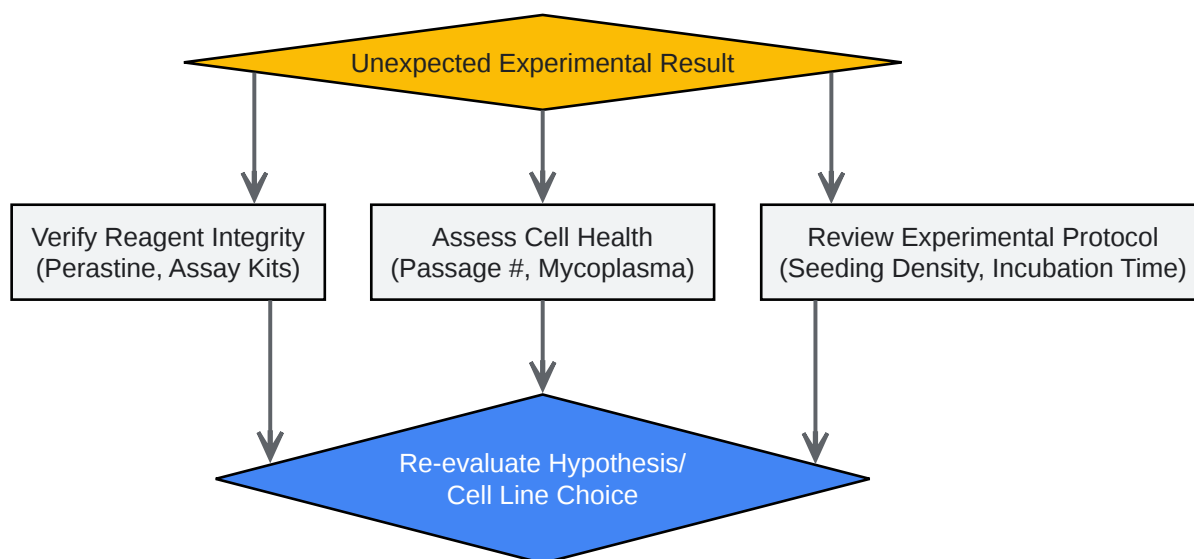 Unexpected Experimental Result
Verify Reagent Integrity
(Perastine, Assay Kits)
Assess Cell Health
(Passage #, Mycoplasma)
Review Experimental Protocol
(Seeding Density, Incubation Time)
Re-evaluate Hypothesis/
Cell Line Choice